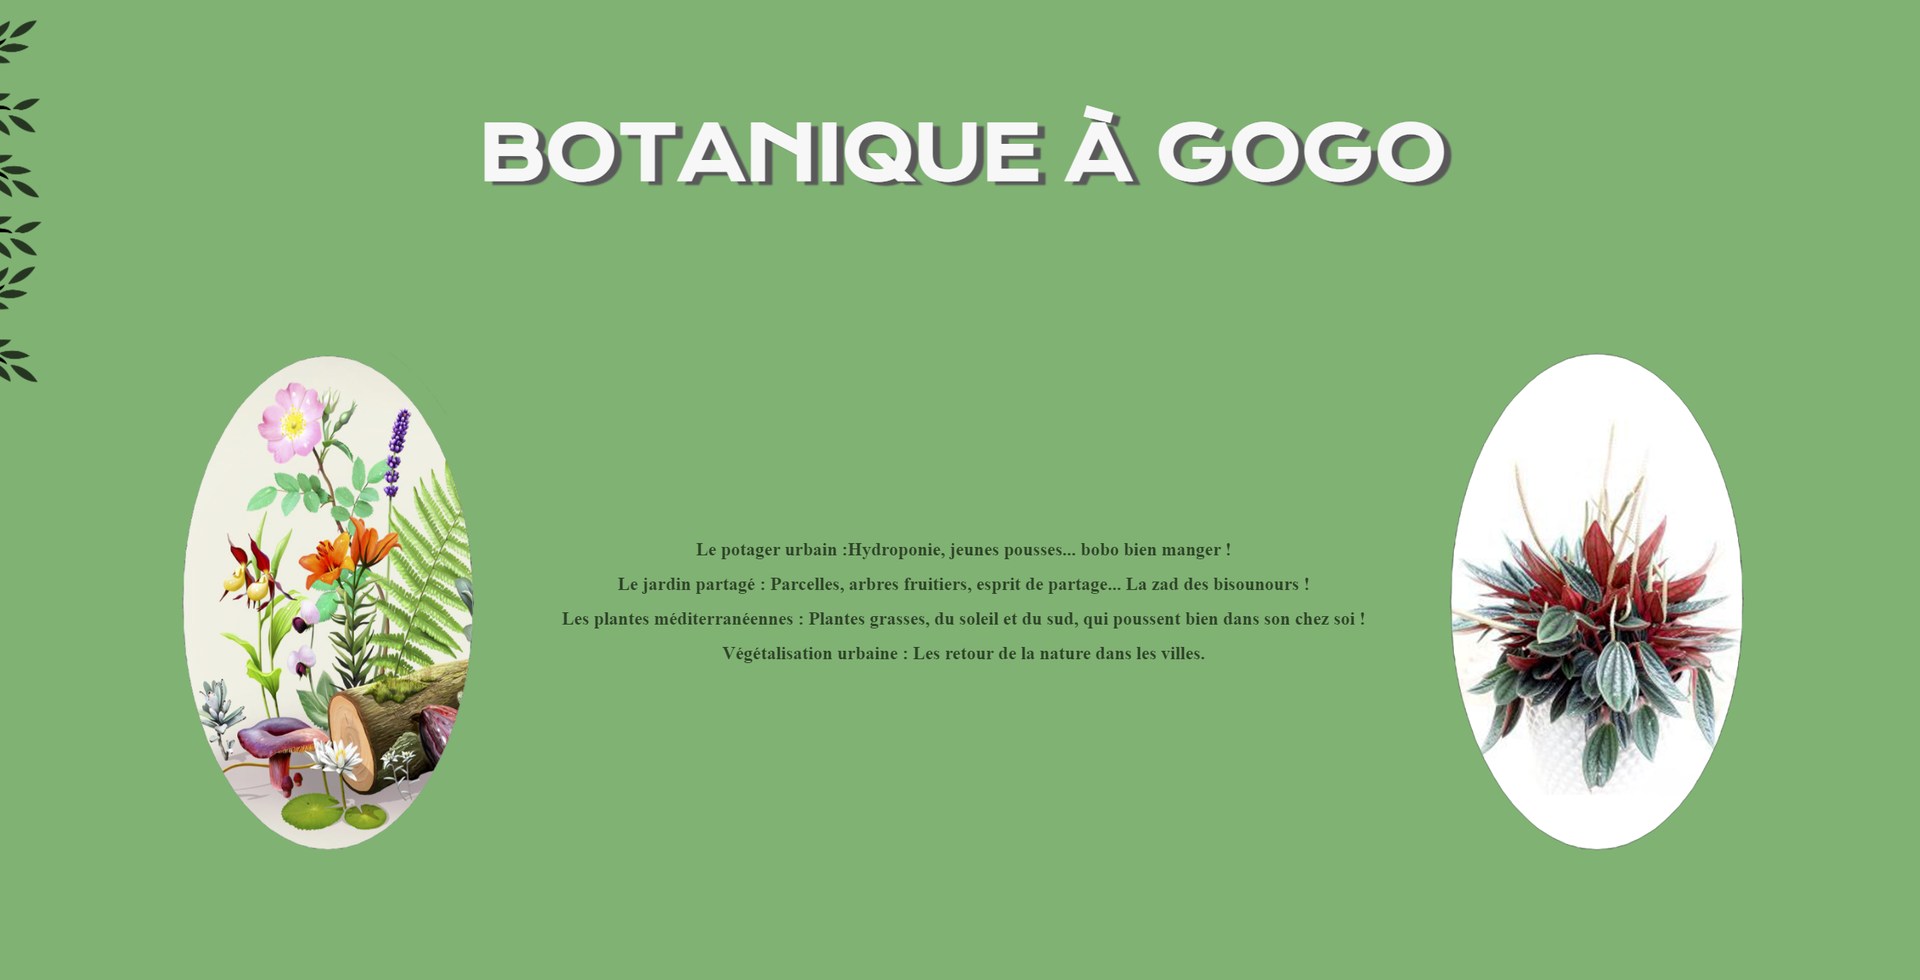 BOTANIQUE À GOGO
Le potager urbain :Hydroponie, jeunes pousses... bobo bien manger !
Le jardin partagé : Parcelles, arbres fruitiers, esprit de partage... La zad des bisounours !
Les plantes méditerranéennes : Plantes grasses, du soleil et du sud, qui poussent bien dans son chez soi !
Végétalisation urbaine : Les retour de la nature dans les villes.